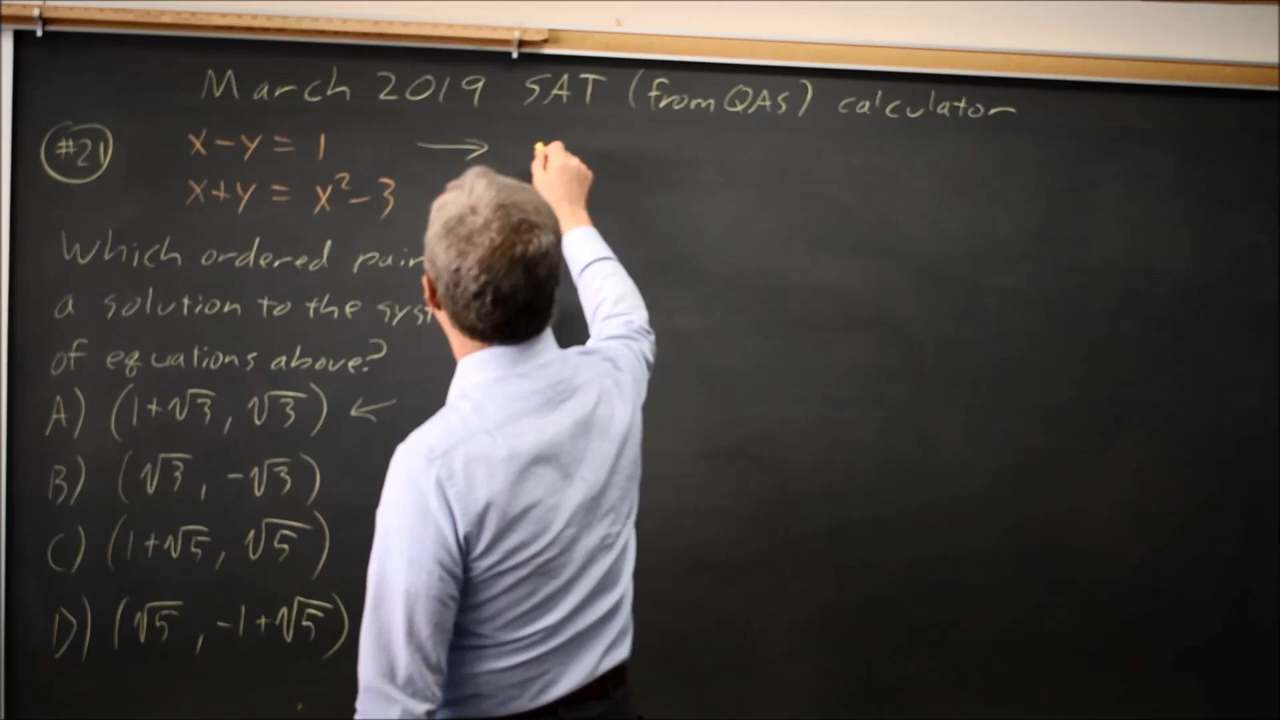 March 2019 SAT (from QAS) calculator
#21
x-y = 1 →
x+y = x²-3
Which ordered pair
a solution to the
of equations above?
A) (1+√3, √3) ←
B) (√3, -√3)
C) (1+√5, √5)
D) (√5, -1+√5)